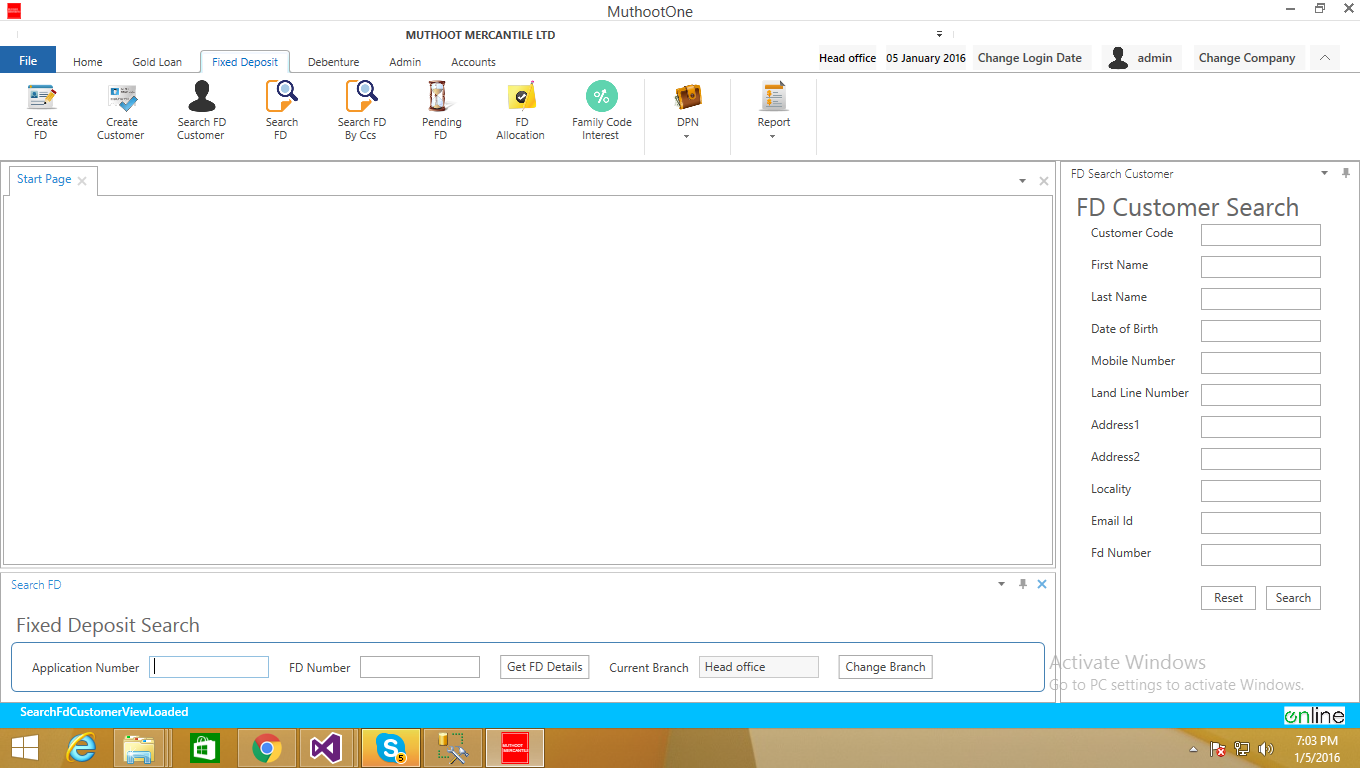 MuthootOne
MUTHOOT MERCANTILE LTD
File
Home
Gold Loan
Fixed Deposit
Debenture
Admin
Accounts
Head office
05 January 2016
Change Login Date
admin
Change Company
Create
FD
Create
Customer
Search FD
Customer
Search
FD
Search FD
By Ccs
Pending
FD
FD
Allocation
Family Code
Interest
DPN
Report
Start Page
FD Search Customer
FD Customer Search
Customer Code
First Name
Last Name
Date of Birth
Mobile Number
Land Line Number
Address1
Address2
Locality
Email Id
Fd Number
Reset
Search
Search FD
Fixed Deposit Search
Application Number
FD Number
Get FD Details
Current Branch
Head office
Change Branch
Activate Windows
Go to PC settings to activate Windows.
SearchFdCustomerViewLoaded
online
5
MUTHOOT
MERCANTILE
7:03 PM
1/5/2016